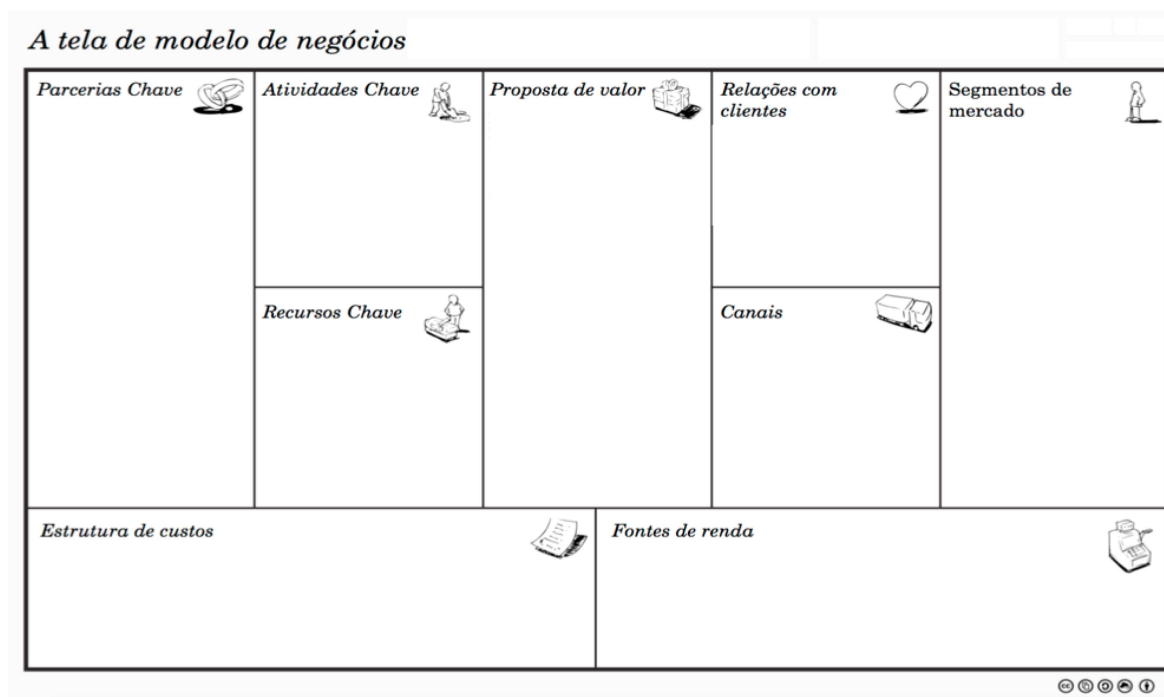 A tela de modelo de negócios
Parcerias Chave
Atividades Chave
Proposta de valor
Relações com
clientes
Segmentos de
mercado
Recursos Chave
Canais
Estrutura de custos
Fontes de renda